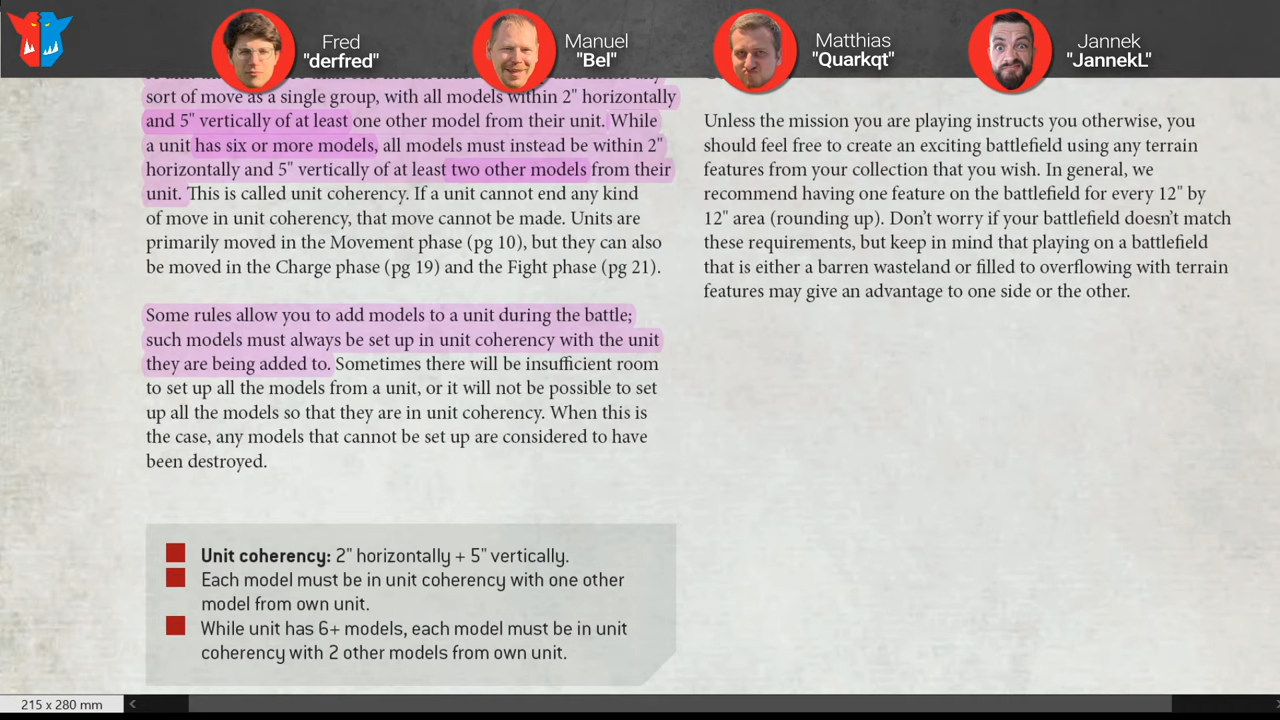 Fred
"derfred"
Manuel
"Bel"
Matthias
"Quarkqt"
Jannek
"JannekL"
sort of move as a single group, with all models within 2" horizontally
and 5" vertically of at least one other model from their unit. While
a unit has six or more models, all models must instead be within 2"
horizontally and 5" vertically of at least two other models from their
unit. This is called unit coherency. If a unit cannot end any kind
of move in unit coherency, that move cannot be made. Units are
primarily moved in the Movement phase (pg 10), but they can also
be moved in the Charge phase (pg 19) and the Fight phase (pg 21).
Some rules allow you to add models to a unit during the battle;
such models must always be set up in unit coherency with the unit
they are being added to. Sometimes there will be insufficient room
to set up all the models from a unit, or it will not be possible to set
up all the models so that they are in unit coherency. When this is
the case, any models that cannot be set up are considered to have
been destroyed.
Unit coherency: 2" horizontally + 5" vertically.
Each model must be in unit coherency with one other
model from own unit.
While unit has 6+ models, each model must be in unit
coherency with 2 other models from own unit.
Unless the mission you are playing instructs you otherwise, you
should feel free to create an exciting battlefield using any terrain
features from your collection that you wish. In general, we
recommend having one feature on the battlefield for every 12" by
12" area (rounding up). Don't worry if your battlefield doesn't match
these requirements, but keep in mind that playing on a battlefield
that is either a barren wasteland or filled to overflowing with terrain
features may give an advantage to one side or the other.
215 x 280 mm